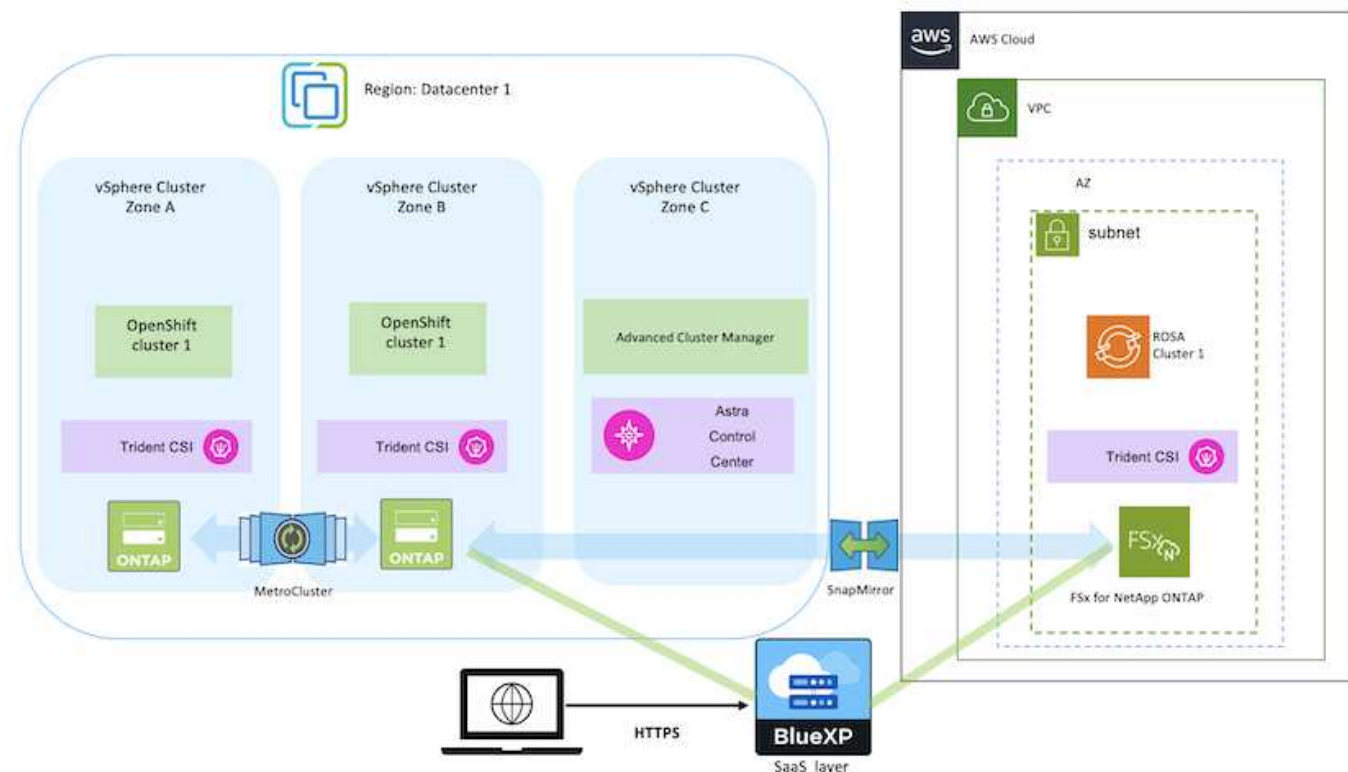 aws
AWS Cloud
Region: Datacenter 1
VPC
vSphere Cluster
Zone A
vSphere Cluster
Zone B
vSphere Cluster
Zone C
AZ
subnet
OpenShift
cluster 1
OpenShift
cluster 1
Advanced Cluster Manager
ROSA
Cluster 1
Astra
Control
Center
Trident CSI
Trident CSI
Trident CSI
ONTAP
ONTAP
MetroCluster
SnapMirror
FSx
N
FSx for NetApp ONTAP
HTTPS
BlueXP
SaaS layer